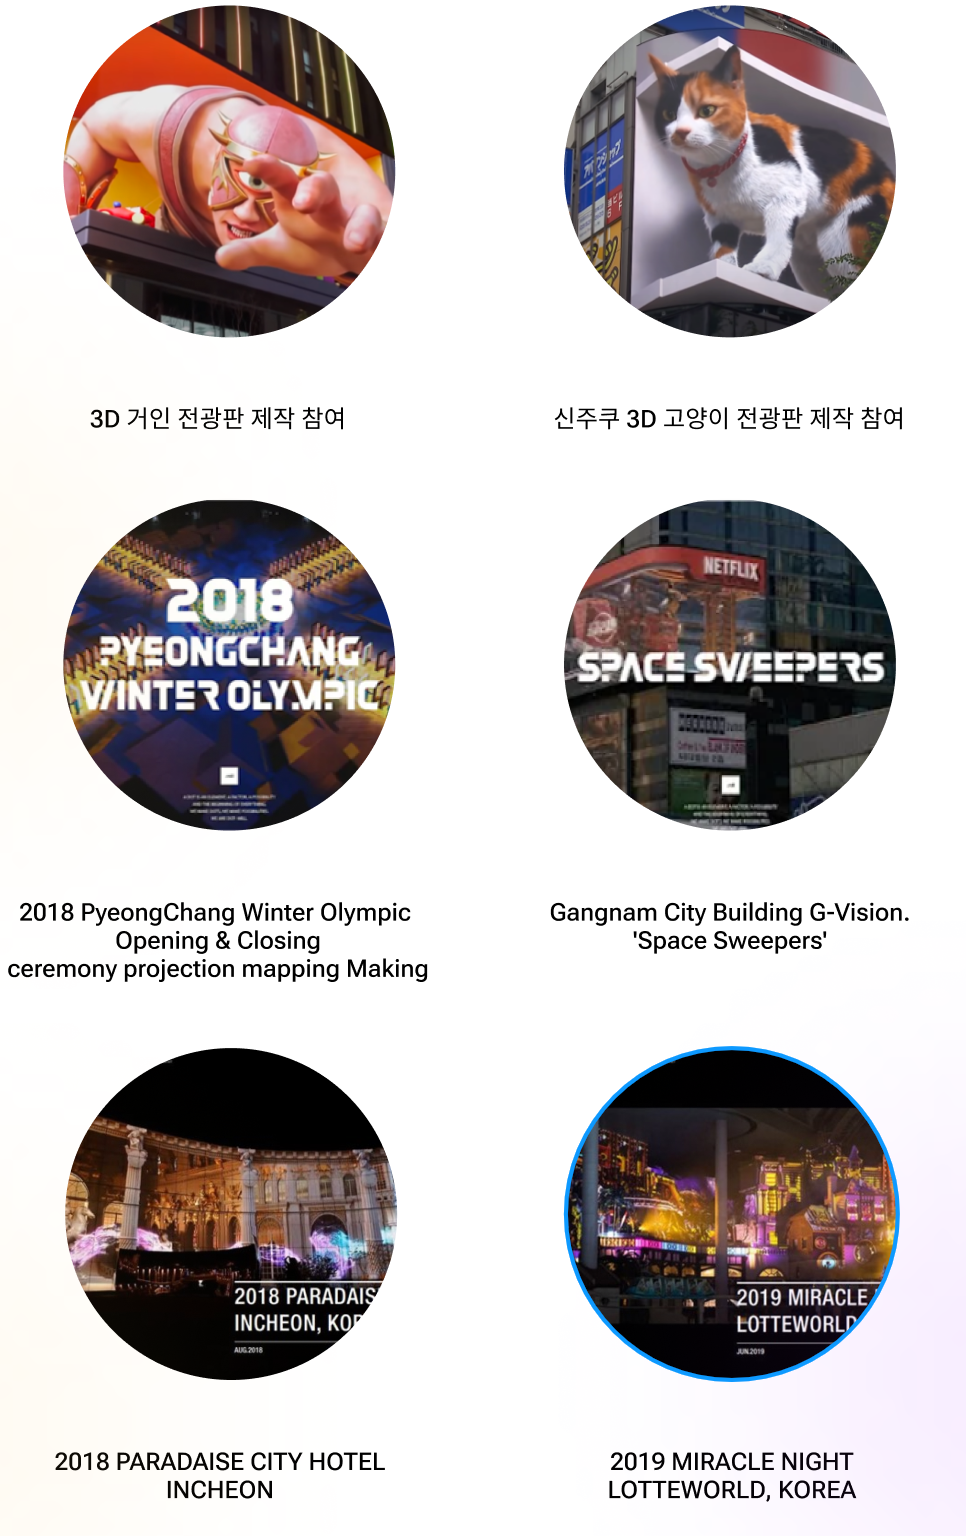 3D 거인 전광판 제작 참여
신주쿠 3D 고양이 전광판 제작 참여
2018
PYEONGCHANG
WINTER OLYMPIC
NETFLIX
SPACE SWEEPERS
2018 PyeongChang Winter Olympic
Opening & Closing
ceremony projection mapping Making
Gangnam City Building G-Vision.
'Space Sweepers'
2018 PARADAIS
INCHEON, KOR
AUG.2018
2019 MIRACLE
LOTTEWORLD
JUN.2019
2018 PARADAISE CITY HOTEL
INCHEON
2019 MIRACLE NIGHT
LOTTEWORLD, KOREA